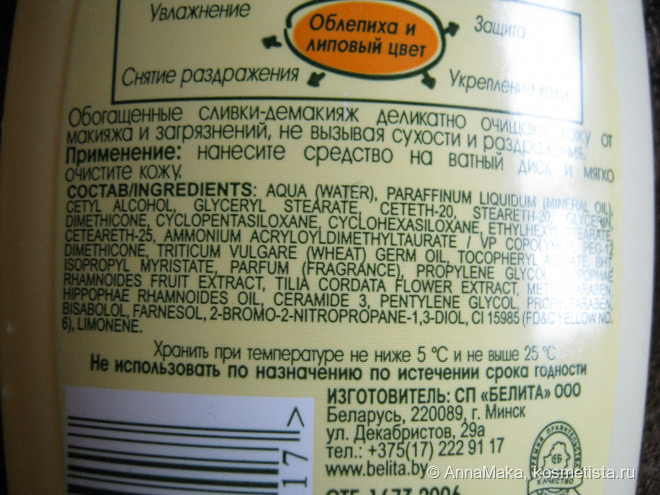 Увлажнение
Облепиха и
липовый цвет
Защита
Снятие раздражения
Укрепление кожи
Обогащенные сливки-демакияж деликатно очищают кожу от
макияжа и загрязнений, не вызывая сухости и раздражения.
Применение: нанесите средство на ватный диск и мягко
очистите кожу.
СОСТАВ/INGREDIENTS: AQUA (WATER), PARAFFINUM LIQUIDUM (MINERAL OIL),
CETYL ALCOHOL, GLYCERYL STEARATE, CETETH-20, STEARETH-20, GLYCERIN,
DIMETHICONE, CYCLOPENTASILOXANE, CYCLOHEXASILOXANE, ETHYLHEXYL STEARATE,
CETEARETH-25, AMMONIUM ACRYLOYLDIMETHYLTAURATE / VP COPOLYMER, PEG-12
DIMETHICONE, TRITICUM VULGARE (WHEAT) GERM OIL, TOCOPHERYL ACETATE,
ISOPROPYL MYRISTATE, PARFUM (FRAGRANCE), PROPYLENE GLYCOL, HIPPOPHAE
RHAMNOIDES FRUIT EXTRACT, TILIA CORDATA FLOWER EXTRACT, METHYLPARABEN,
HIPPOPHAE RHAMNOIDES OIL, CERAMIDE 3, PENTYLENE GLYCOL, PROPYLPARABEN,
BISABOLOL, FARNESOL, 2-BROMO-2-NITROPROPANE-1,3-DIOL, CI 15985 (FD&C YELLOW NO.
6), LIMONENE.
Хранить при температуре не ниже 5 °С и не выше 25 °С
Не использовать по назначению по истечении срока годности
ИЗГОТОВИТЕЛЬ: СП «БЕЛИТА» ООО
Беларусь, 220089, г. Минск
ул. Декабристов, 29а
тел.: +375(17) 222 91 17
www.belita.by
17 >
КАЧЕСТВО
© AnnaMaka, kosmetista.ru